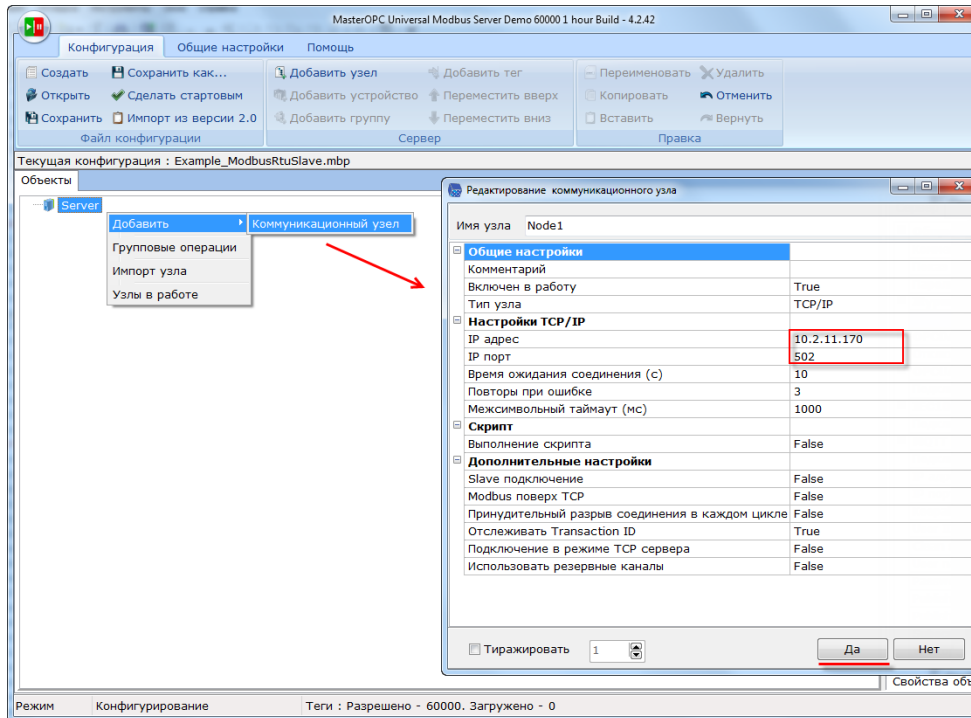 MasterOPC Universal Modbus Server Demo 60000 1 hour Build - 4.2.42
Конфигурация Общие настройки Помощь
Создать Сохранить как... Добавить узел Добавить тег Переименовать Удалить
Открыть Сделать стартовым Добавить устройство Переместить вверх Копировать Отменить
Сохранить Импорт из версии 2.0 Добавить группу Переместить вниз Вставить Вернуть
Файл конфигурации Сервер Правка
Текущая конфигурация : Example_ModbusRtuSlave.mbp
Объекты
Server
Добавить Коммуникационный узел
Групповые операции
Импорт узла
Узлы в работе
Редактирование коммуникационного узла
Имя узла Node1
Общие настройки
Комментарий
Включен в работу True
Тип узла TCP/IP
Настройки TCP/IP
IP адрес 10.2.11.170
IP порт 502
Время ожидания соединения (с) 10
Повторы при ошибке 3
Межсимвольный таймаут (мс) 1000
Скрипт
Выполнение скрипта False
Дополнительные настройки
Slave подключение False
Modbus поверх TCP False
Принудительный разрыв соединения в каждом цикле False
Отслеживать Transaction ID True
Подключение в режиме TCP сервера False
Использовать резервные каналы False
Тиражировать 1 Да Нет
Свойства объ
Режим Конфигурирование Теги : Разрешено - 60000. Загружено - 0